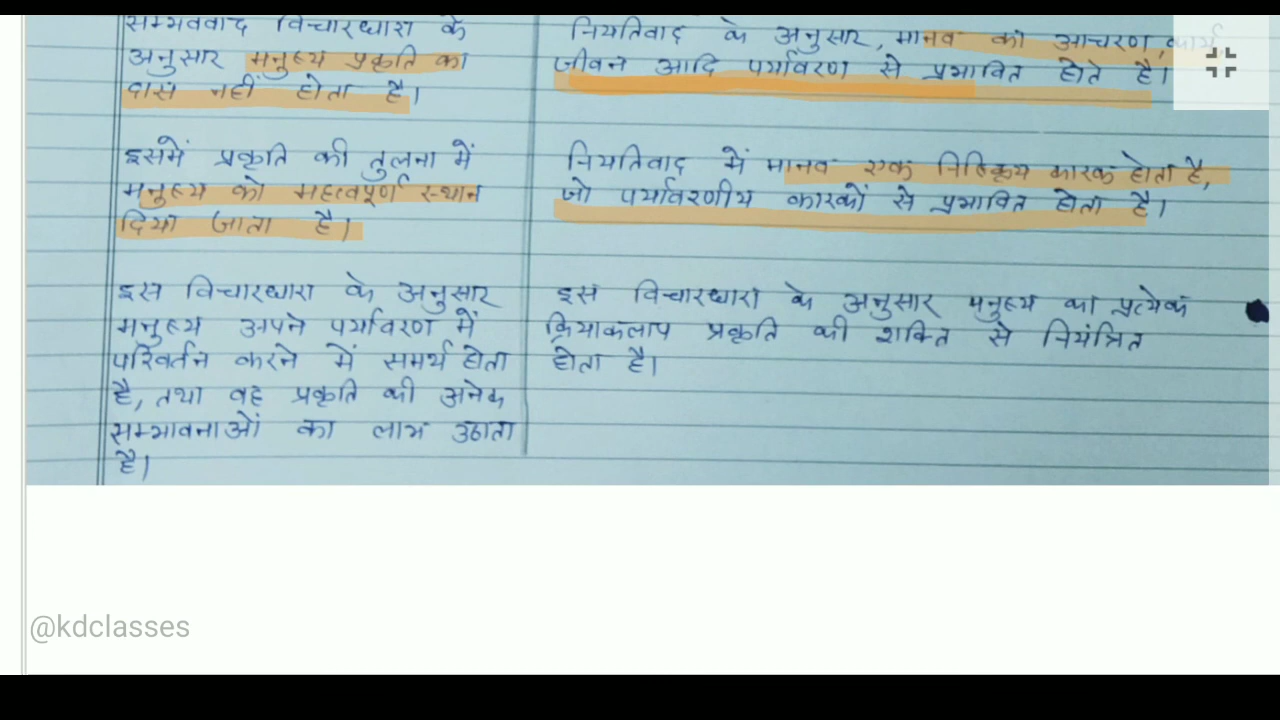 सम्भववाद विचारधारा के
अनुसार मनुष्य प्रकृति का
दास नहीं होता है।
इसमें प्रकृति की तुलना में
मनुष्य को महत्वपूर्ण स्थान
दिया जाता है।
इस विचारधारा के अनुसार
मनुष्य अपने पर्यावरण में
परिवर्तन करने में समर्थ होता
है, तथा वह प्रकृति की अनेक
सम्भावनाओं का लाभ उठाता
है।
नियतिवाद के अनुसार, मानव का आचरण, कार्य,
जीवन आदि पर्यावरण से प्रभावित होते है।
नियतिवाद में मानव एक निष्क्रिय कारक होता है,
जो पर्यावरणीय कारकों से प्रभावित होता है।
इस विचारधारा के अनुसार मनुष्य का प्रत्येक
क्रियाकलाप प्रकृति की शक्ति से नियंत्रित
होता है।
@kdclasses